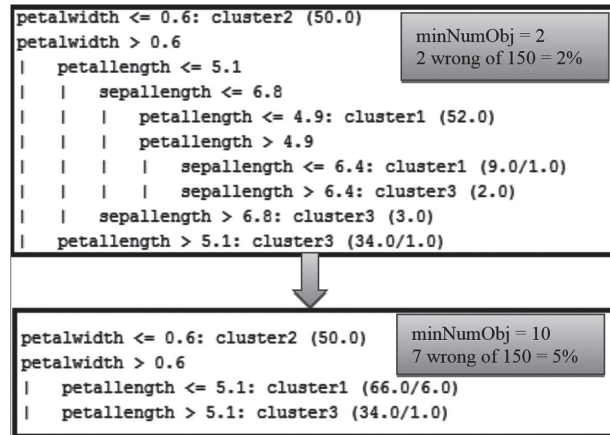 petalwidth <= 0.6: cluster2 (50.0)
petalwidth > 0.6
|   petallength <= 5.1
|   |   sepallength <= 6.8
|   |   |   petallength <= 4.9: cluster1 (52.0)
|   |   |   petallength > 4.9
|   |   |   |   sepallength <= 6.4: cluster1 (9.0/1.0)
|   |   |   |   sepallength > 6.4: cluster3 (2.0)
|   |   sepallength > 6.8: cluster3 (3.0)
|   petallength > 5.1: cluster3 (34.0/1.0)
minNumObj = 2
2 wrong of 150 = 2%
petalwidth <= 0.6: cluster2 (50.0)
petalwidth > 0.6
|   petallength <= 5.1: cluster1 (66.0/6.0)
|   petallength > 5.1: cluster3 (34.0/1.0)
minNumObj = 10
7 wrong of 150 = 5%